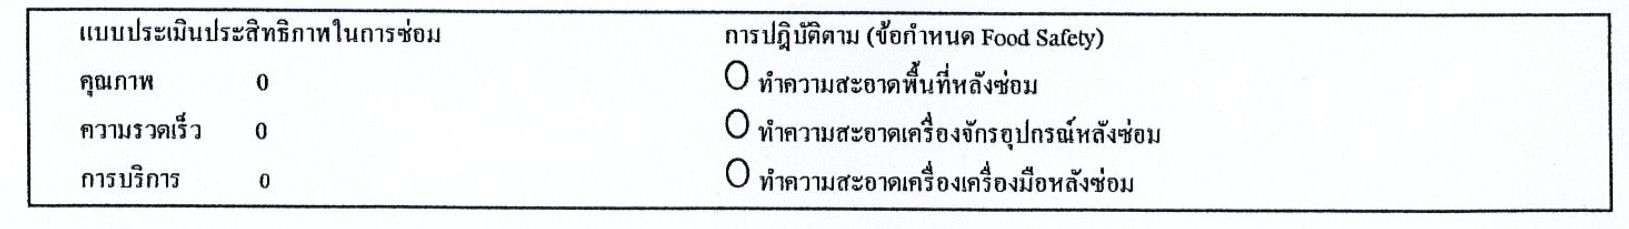 แบบประเมินประสิทธิภาพในการซ่อม
คุณภาพ 0
ความรวดเร็ว 0
การบริการ 0
การปฎิบัติตาม (ข้อกำหนด Food Safety)
ทำความสะอาดพื้นที่หลังซ่อม
ทำความสะอาดเครื่องจักรอุปกรณ์หลังซ่อม
ทำความสะอาดเครื่องเครื่องมือหลังซ่อม